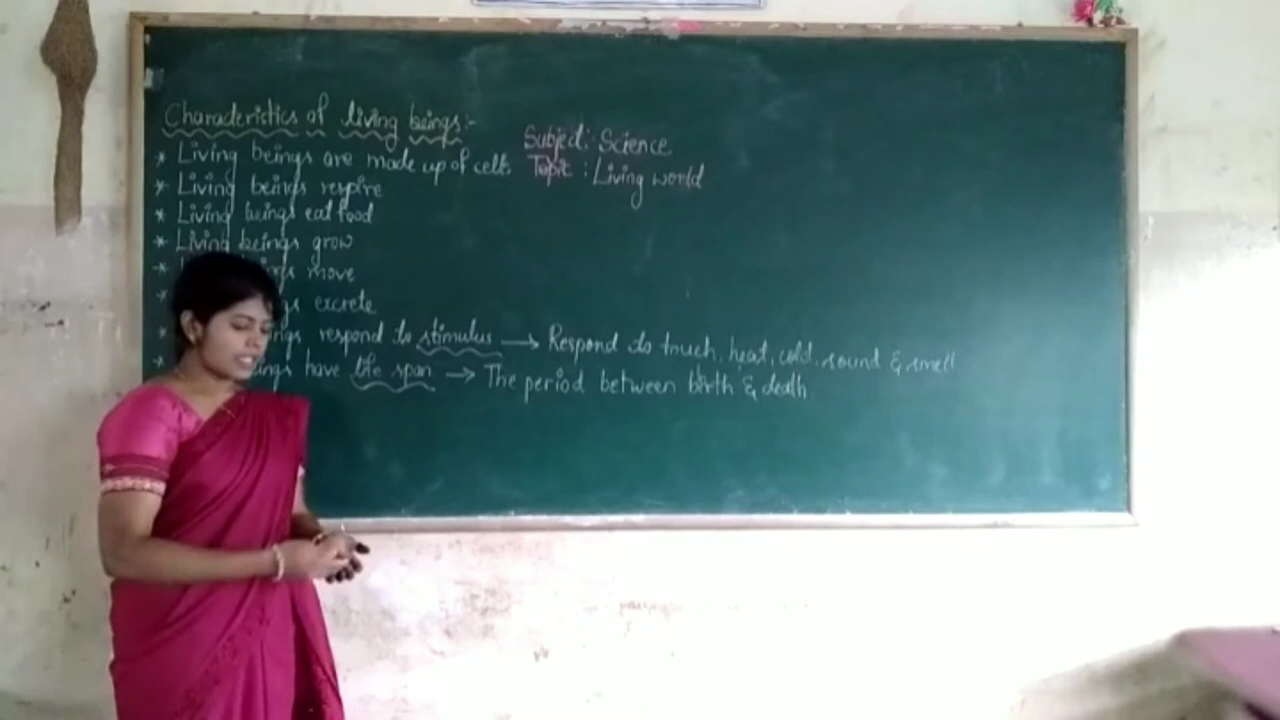 Characteristics of living beings:-
Subject: Science
Topic : Living world
* Living beings are made up of cells
* Living beings respire
* Living beings eat food
* Living beings grow
* move
* excrete
* respond to stimulus → Respond to touch, heat, cold, sound & smell
* have life span → The period between birth & death.